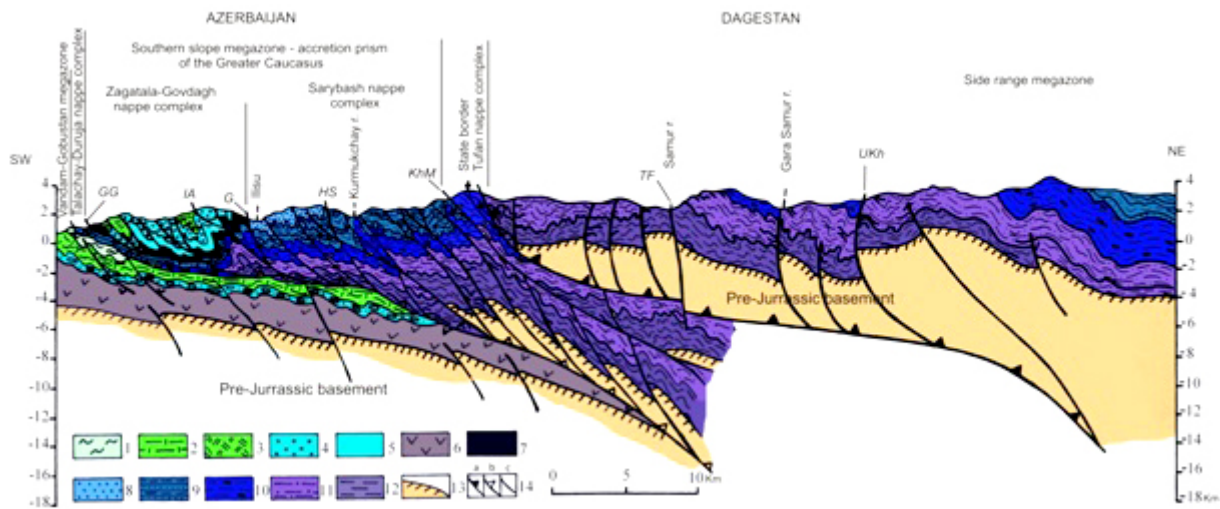 AZERBAIJAN
DAGESTAN
Southern slope megazone - accretion prism
of the Greater Caucasus
Zagatala-Govdagh
nappe complex
Sarybash nappe
complex
Side range megazone
Vandam-Gobustan megazone
Talachay-Duruja nappe complex
Ilisu
Kurmukchay r.
State border
Tufan nappe complex
Samur r.
Gara Samur r.
SW
NE
GG
IA
G
HS
KhM
TF
UKh
4
2
0
-2
-4
-6
-8
-10
-12
-14
-16
-18
4
2
0
-2
-4
-6
-8
-10
-12
-14
-16
-18 Km
Pre-Jurrassic basement
Pre-Jurrassic basement
1
2
3
4
5
6
7
8
9
10
11
12
13
a b c
14
0 5 10 Km